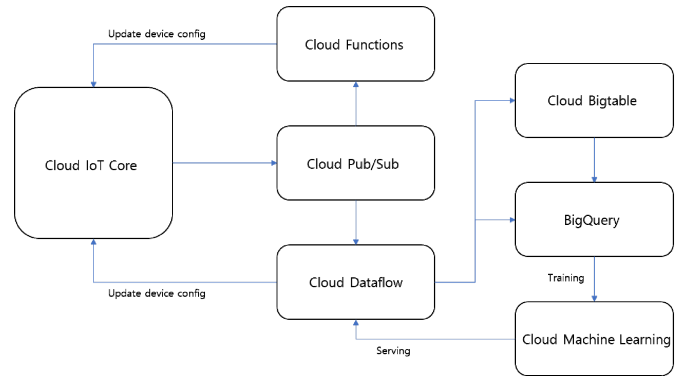 Update device config
Cloud Functions
Cloud Bigtable
Cloud IoT Core
Cloud Pub/Sub
BigQuery
Cloud Dataflow
Training
Update device config
Cloud Machine Learning
Serving